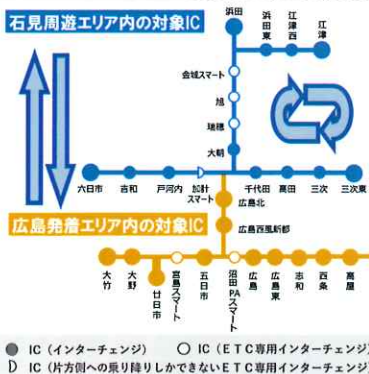 石見周遊エリア内の対象IC
浜田
浜田東
江津西
江津
金城スマート
旭
瑞穂
大朝
六日市
吉和
戸河内
加計スマート
千代田
高田
三次
三次東
広島発着エリア内の対象IC
広島北
広島西風新都
大竹
大野
廿日市
宮島スマート
五日市
沼田PAスマート
広島
広島東
志和
西条
高屋
IC(インターチェンジ)
IC(ETC専用インターチェンジ)
IC(片方側への乗り降りしかできないETC専用インターチェンジ)